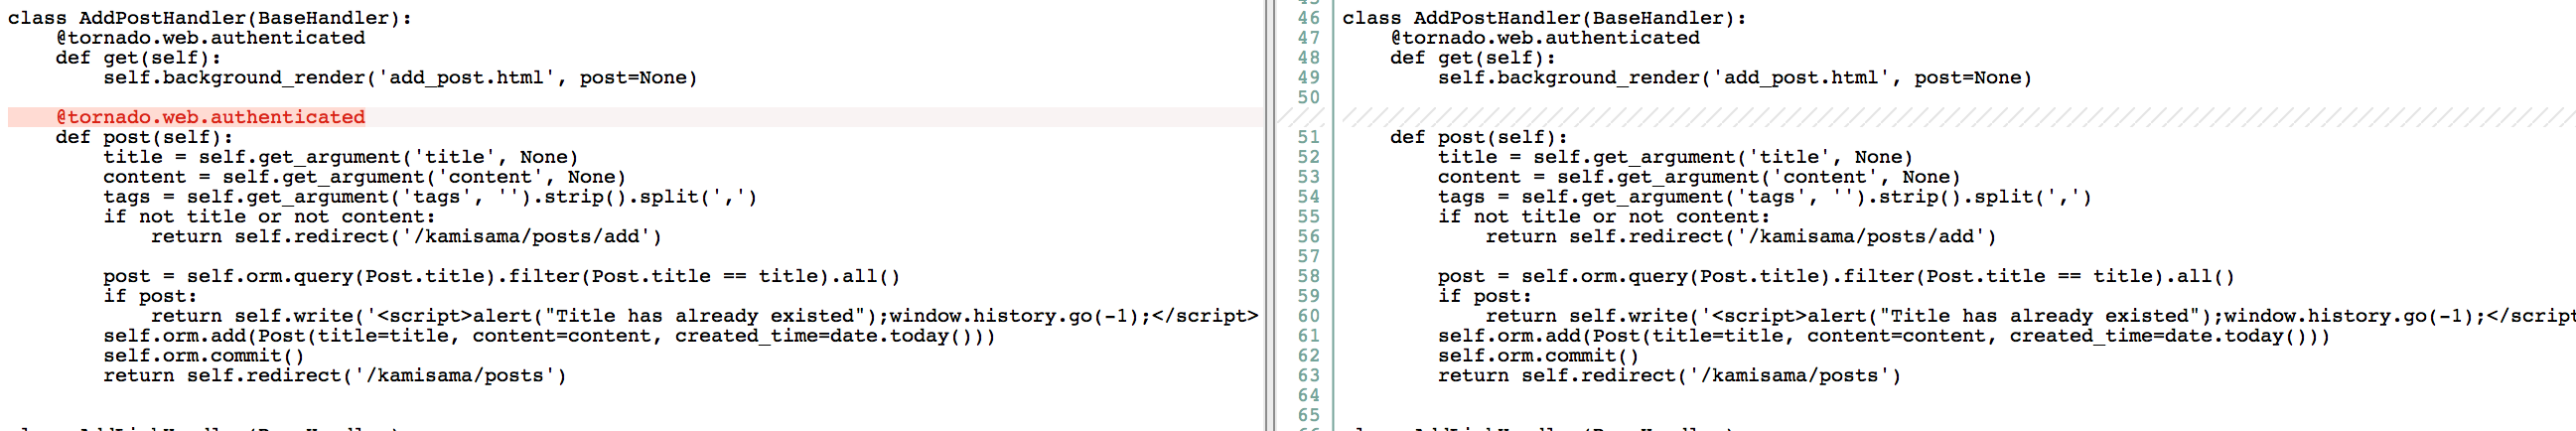 class AddPostHandler(BaseHandler):
    @tornado.web.authenticated
    def get(self):
        self.background_render('add_post.html', post=None)

    @tornado.web.authenticated
    def post(self):
        title = self.get_argument('title', None)
        content = self.get_argument('content', None)
        tags = self.get_argument('tags', '').strip().split(',')
        if not title or not content:
            return self.redirect('/kamisama/posts/add')

        post = self.orm.query(Post.title).filter(Post.title == title).all()
        if post:
            return self.write('<script>alert("Title has already existed");window.history.go(-1);</script>
        self.orm.add(Post(title=title, content=content, created_time=date.today()))
        self.orm.commit()
        return self.redirect('/kamisama/posts')

46 class AddPostHandler(BaseHandler):
47     @tornado.web.authenticated
48     def get(self):
49         self.background_render('add_post.html', post=None)
50
51     def post(self):
52         title = self.get_argument('title', None)
53         content = self.get_argument('content', None)
54         tags = self.get_argument('tags', '').strip().split(',')
55         if not title or not content:
56             return self.redirect('/kamisama/posts/add')
57
58         post = self.orm.query(Post.title).filter(Post.title == title).all()
59         if post:
60             return self.write('<script>alert("Title has already existed");window.history.go(-1);</script
61         self.orm.add(Post(title=title, content=content, created_time=date.today()))
62         self.orm.commit()
63         return self.redirect('/kamisama/posts')
64
65